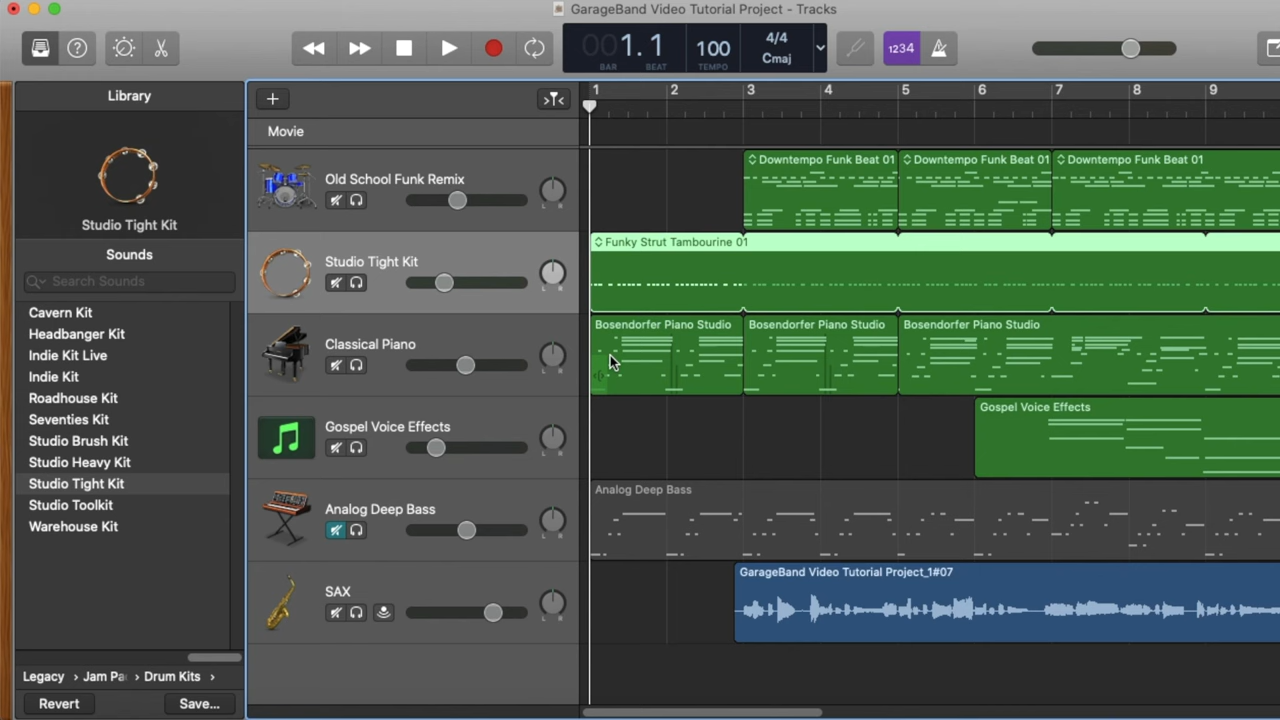 GarageBand Video Tutorial Project - Tracks
001. 1
BAR BEAT
100
TEMPO
4/4
Cmaj
1234
Library
Studio Tight Kit
Sounds
Search Sounds
Cavern Kit
Headbanger Kit
Indie Kit Live
Indie Kit
Roadhouse Kit
Seventies Kit
Studio Brush Kit
Studio Heavy Kit
Studio Tight Kit
Studio Toolkit
Warehouse Kit
Legacy › Jam Pa › Drum Kits ›
Revert Save...
1 2 3 4 5 6 7 8 9
Movie
Old School Funk Remix
L R
Downtempo Funk Beat 01 Downtempo Funk Beat 01 Downtempo Funk Beat 01
Studio Tight Kit
L R
Funky Strut Tambourine 01
Classical Piano
L R
Bosendorfer Piano Studio Bosendorfer Piano Studio Bosendorfer Piano Studio
Gospel Voice Effects
L R
Gospel Voice Effects
Analog Deep Bass
L R
Analog Deep Bass
SAX
L R
GarageBand Video Tutorial Project_1#07